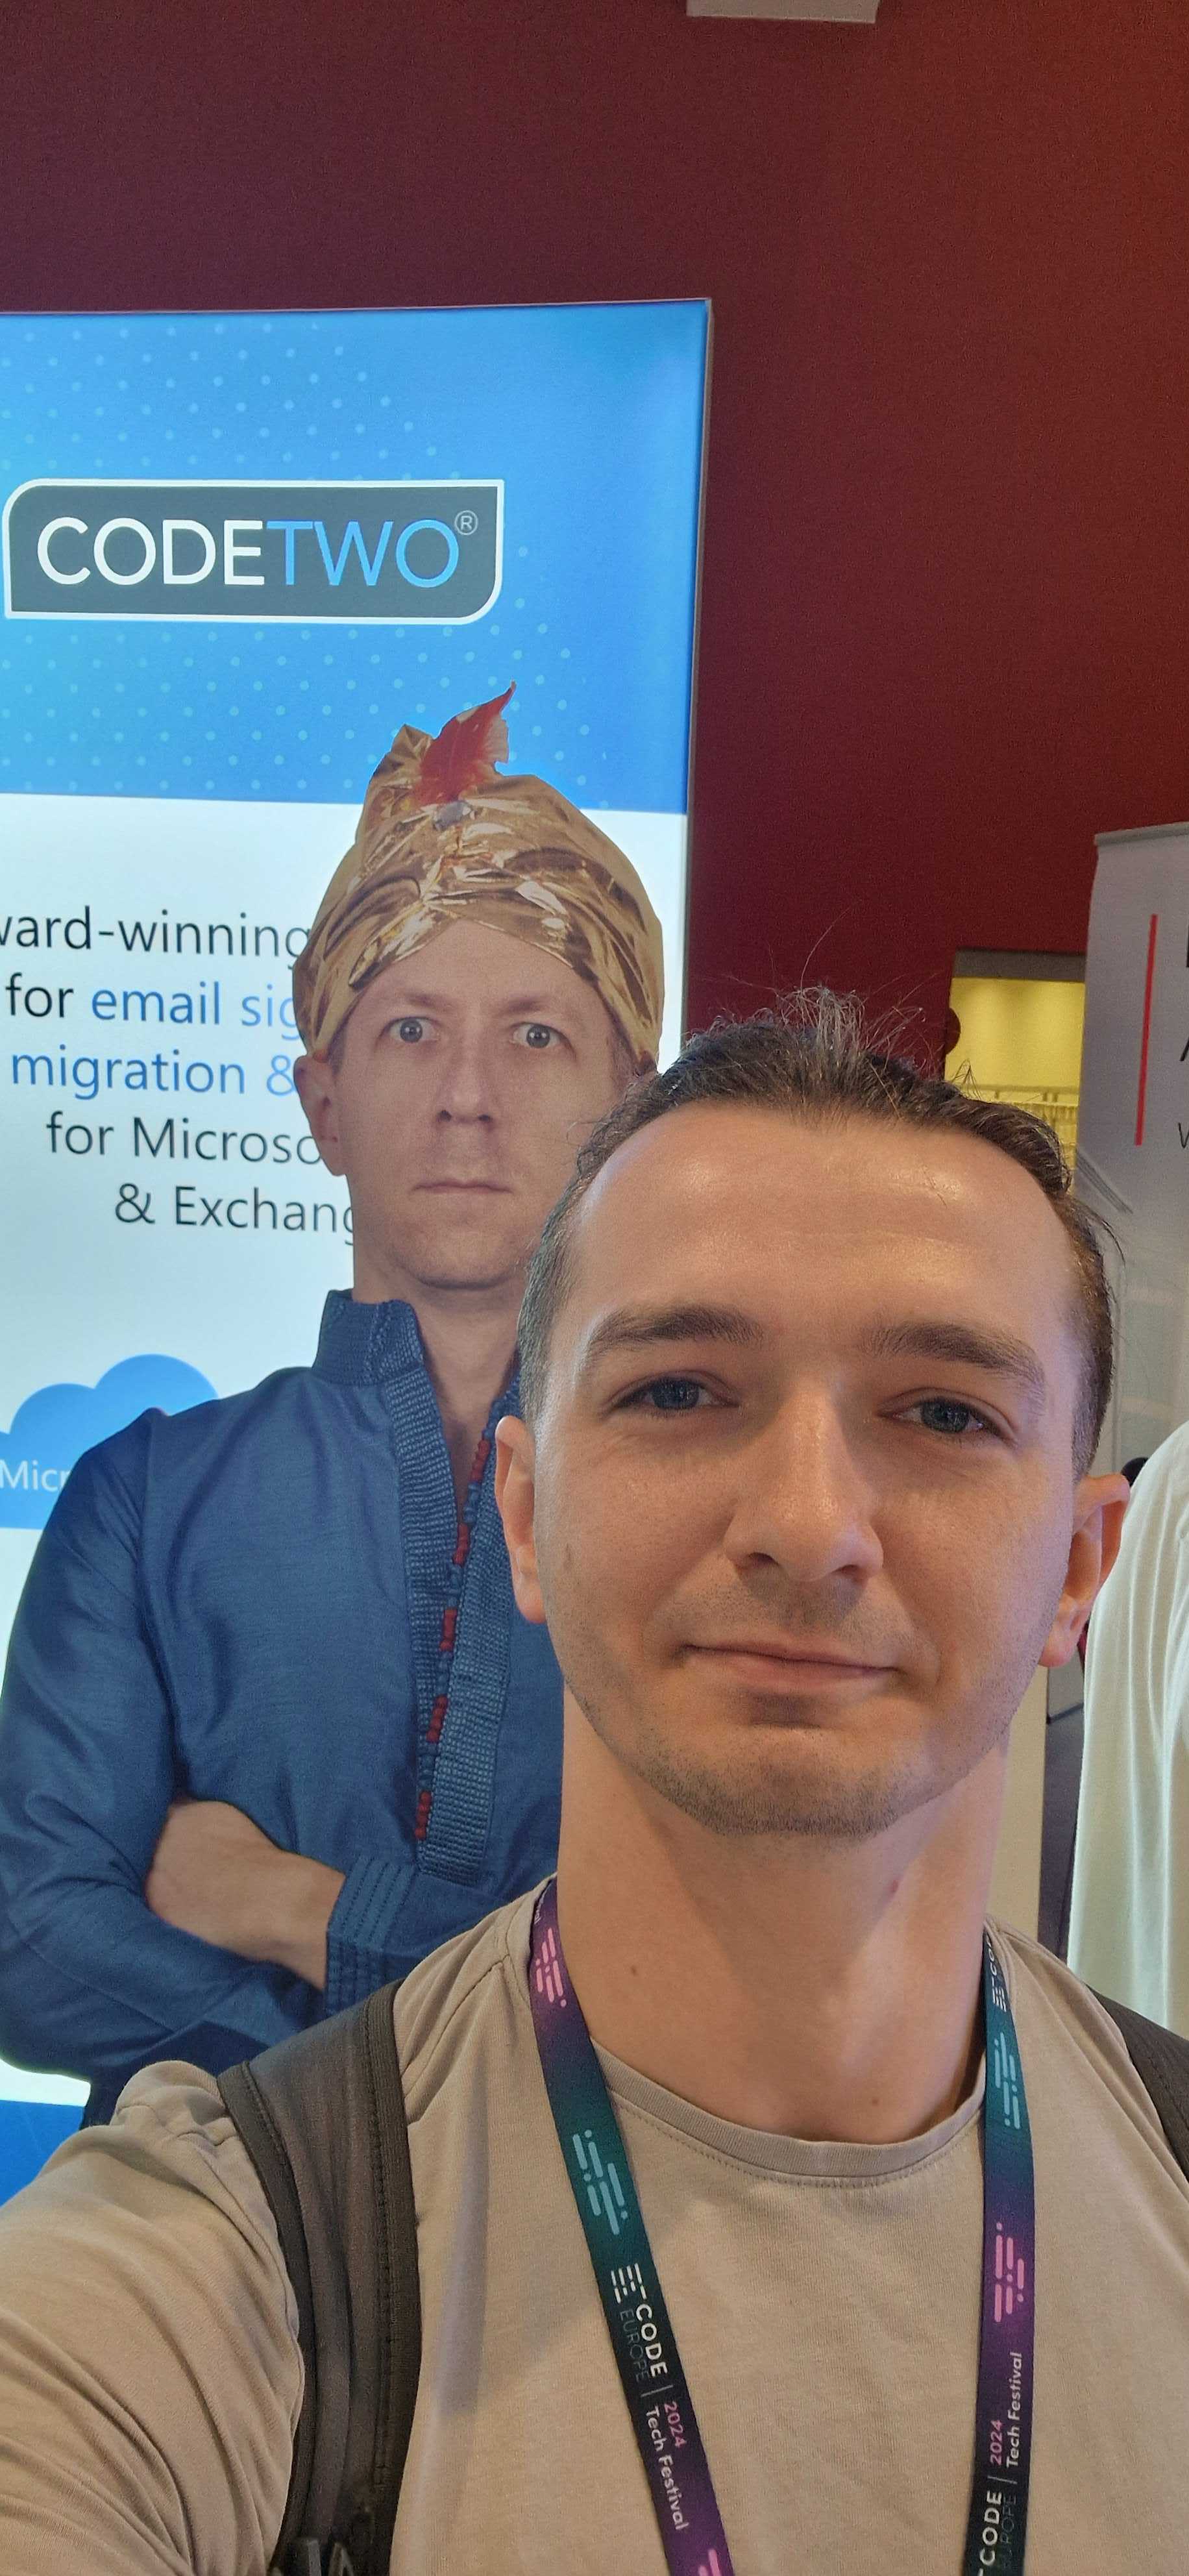 CODETWO®
ward-winning
for email sig
migration &
for Microso
& Exchang
Micr
CODE
EUROPE
2024
Tech Festival
CODE
EUROPE
2024
Tech Festival